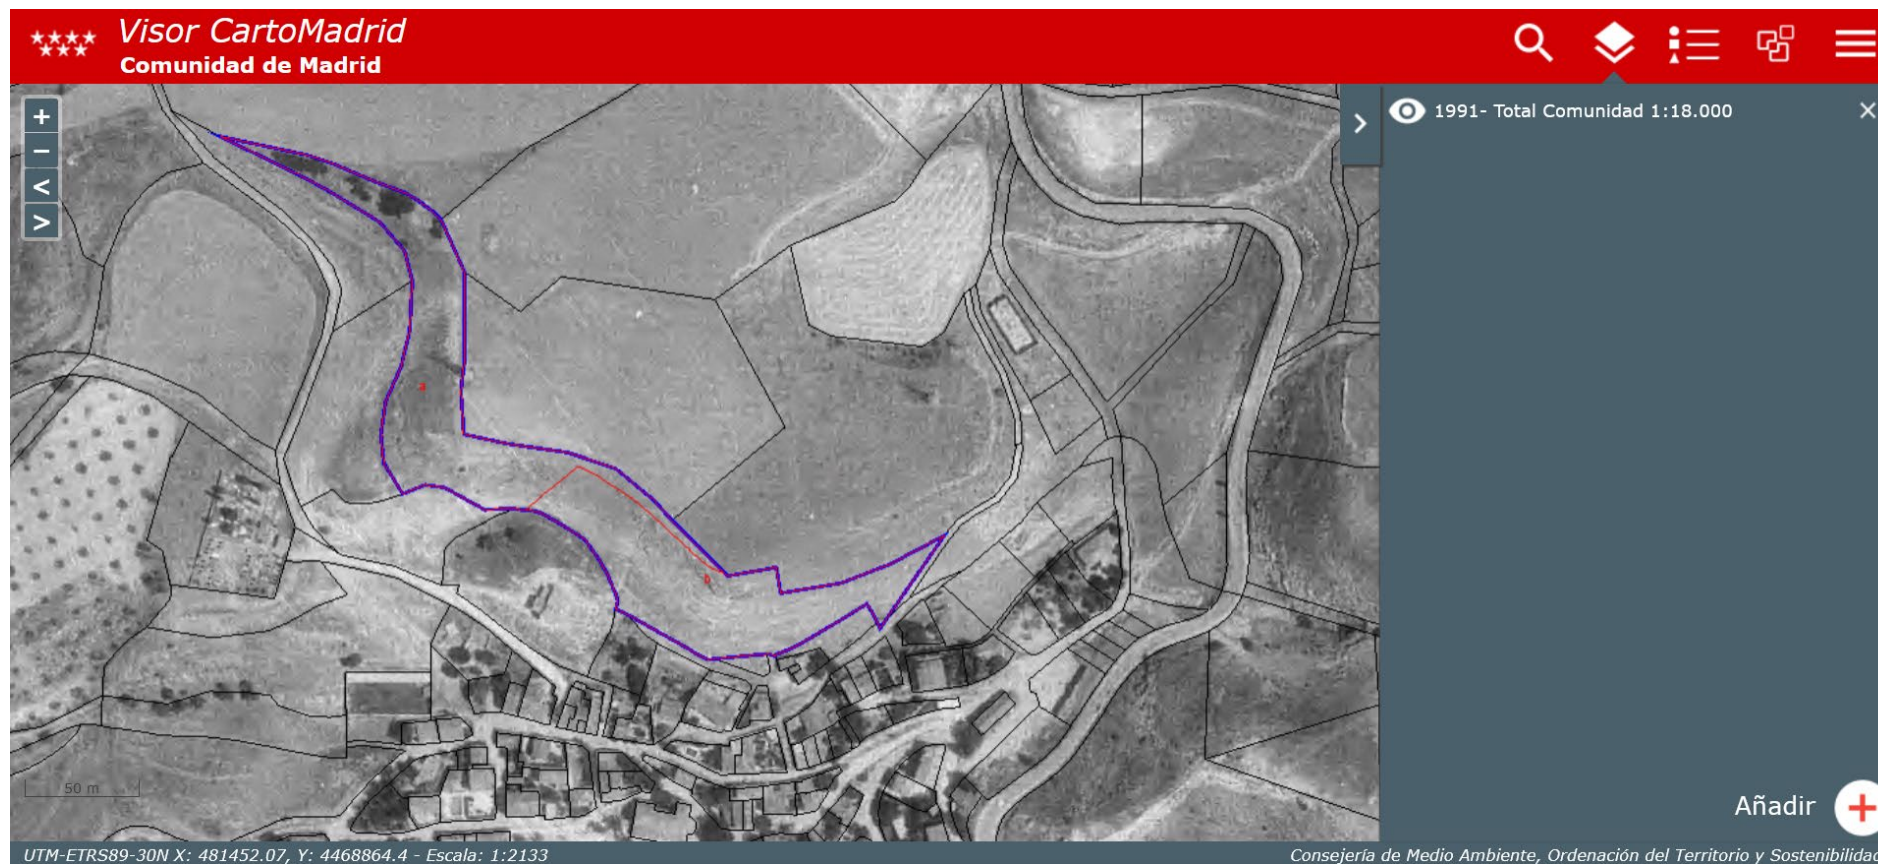 Visor CartoMadrid
Comunidad de Madrid
+
−
<
>
>
1991- Total Comunidad 1:18.000
×
a
b
50 m
Añadir
+
UTM-ETRS89-30N X: 481452.07, Y: 4468864.4 - Escala: 1:2133
Consejería de Medio Ambiente, Ordenación del Territorio y Sostenibilidad